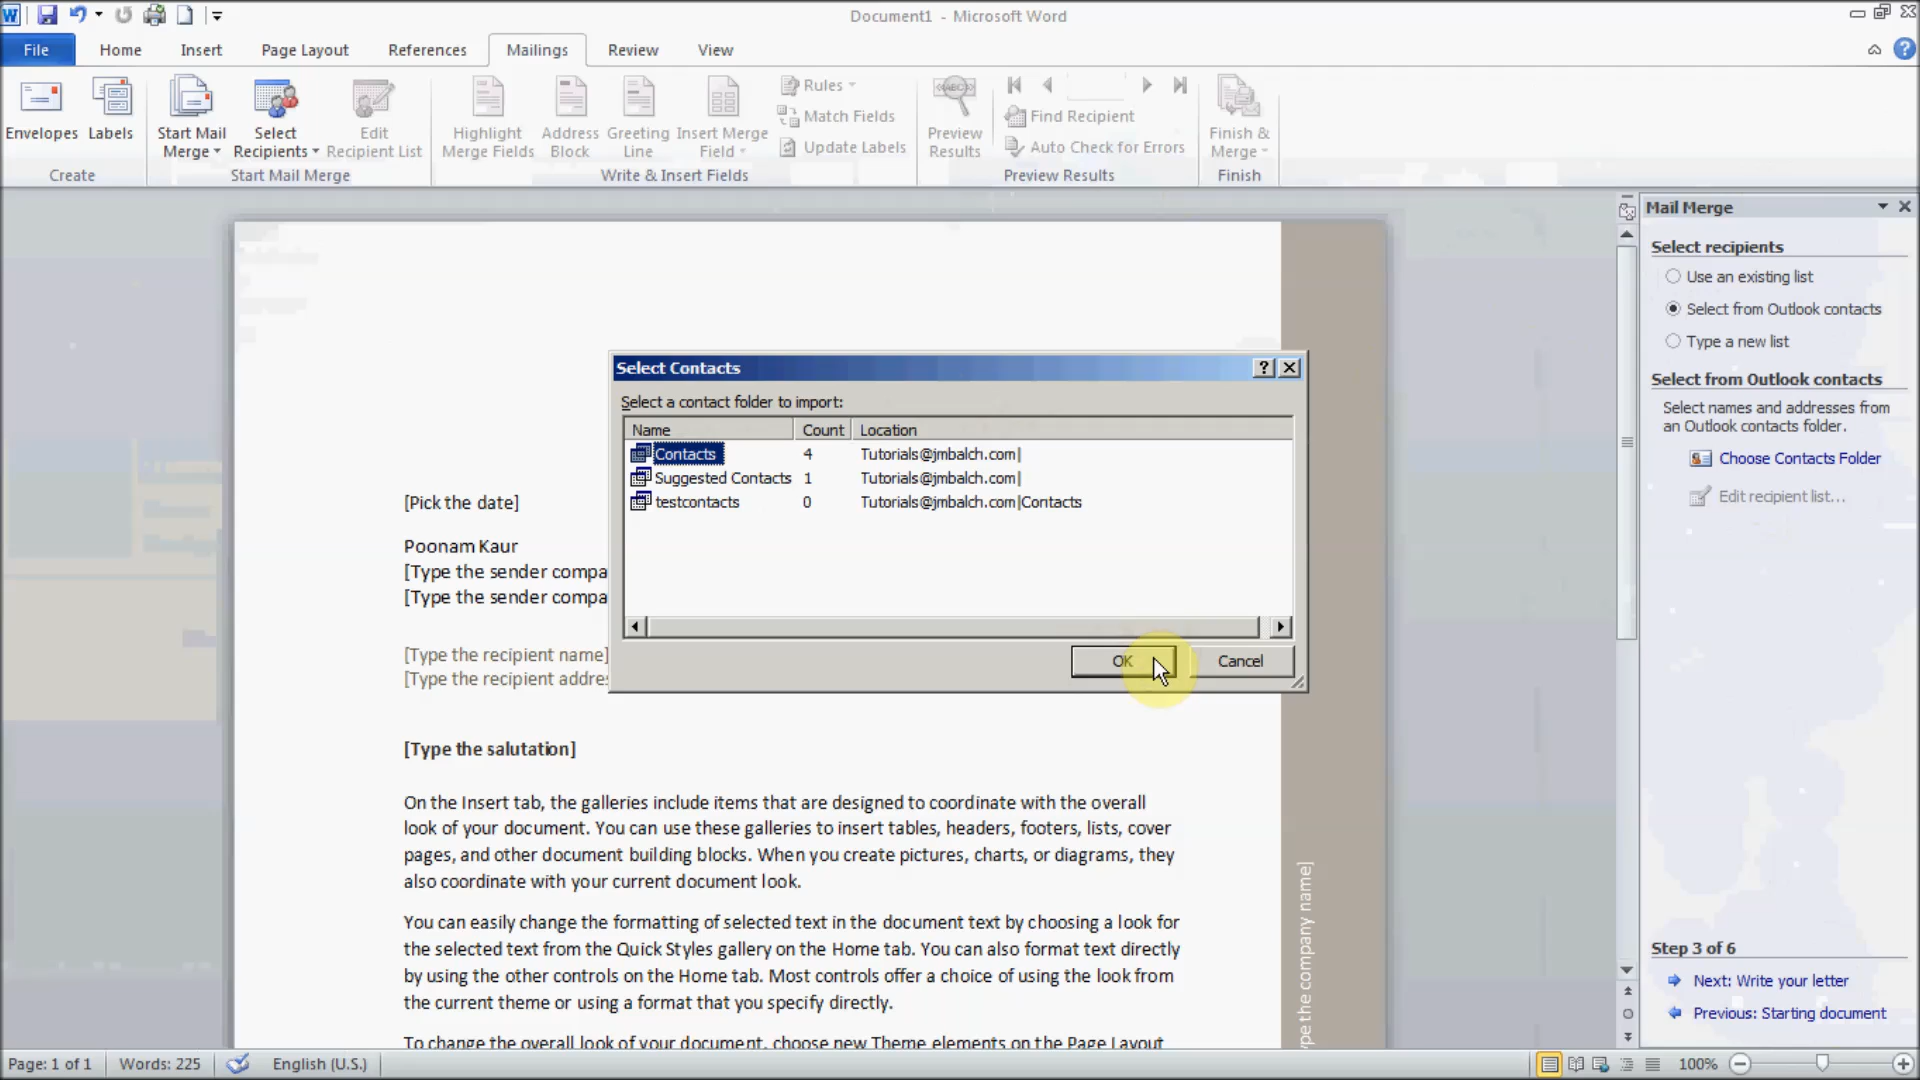 Document1 - Microsoft Word
File Home Insert Page Layout References Mailings Review View
Envelopes
Labels
Create
Start Mail
Merge
Select
Recipients
Edit
Recipient List
Start Mail Merge
Highlight
Merge Fields
Address
Block
Greeting
Line
Insert Merge
Field
Rules
Match Fields
Update Labels
Write & Insert Fields
Preview
Results
Find Recipient
Auto Check for Errors
Preview Results
Finish &
Merge
Finish
Mail Merge
Select recipients
Use an existing list
Select from Outlook contacts
Type a new list
Select from Outlook contacts
Select names and addresses from
an Outlook contacts folder.
Choose Contacts Folder
Edit recipient list...
Step 3 of 6
Next: Write your letter
Previous: Starting document
Select Contacts
Select a contact folder to import:
Name Count Location
Contacts 4 Tutorials@jmbalch.com|
Suggested Contacts 1 Tutorials@jmbalch.com|
testcontacts 0 Tutorials@jmbalch.com|Contacts
OK Cancel
[Pick the date]
Poonam Kaur
[Type the sender compa
[Type the sender compa
[Type the recipient name]
[Type the recipient addre
[Type the salutation]
On the Insert tab, the galleries include items that are designed to coordinate with the overall
look of your document. You can use these galleries to insert tables, headers, footers, lists, cover
pages, and other document building blocks. When you create pictures, charts, or diagrams, they
also coordinate with your current document look.
You can easily change the formatting of selected text in the document text by choosing a look for
the selected text from the Quick Styles gallery on the Home tab. You can also format text directly
by using the other controls on the Home tab. Most controls offer a choice of using the look from
the current theme or using a format that you specify directly.
To change the overall look of your document, choose new Theme elements on the Page Layout
ype the company name]
Page: 1 of 1 Words: 225 English (U.S.) 100%